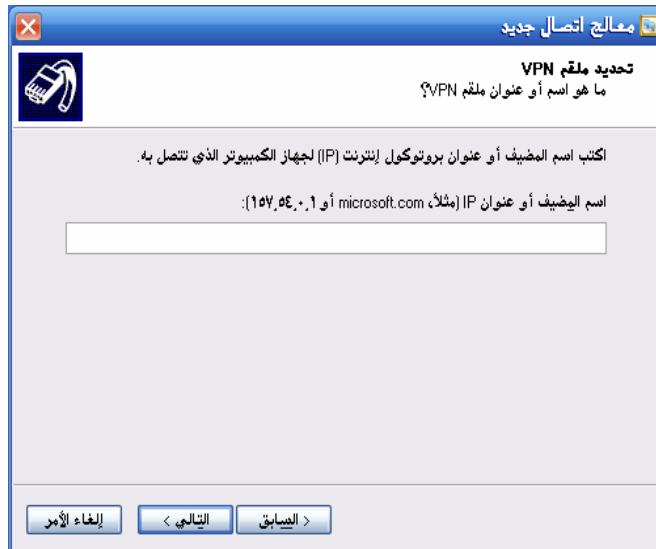 معالج اتصال جديد
تحديد ملقم VPN
ما هو اسم أو عنوان ملقم VPN؟
اكتب اسم المضيف أو عنوان بروتوكول إنترنت (IP) لجهاز الكمبيوتر الذي تتصل به.
اسم المضيف أو عنوان IP (مثلاً، microsoft.com أو ١٥٧,٥٤,٠,١):
< السابق
التالي >
إلغاء الأمر